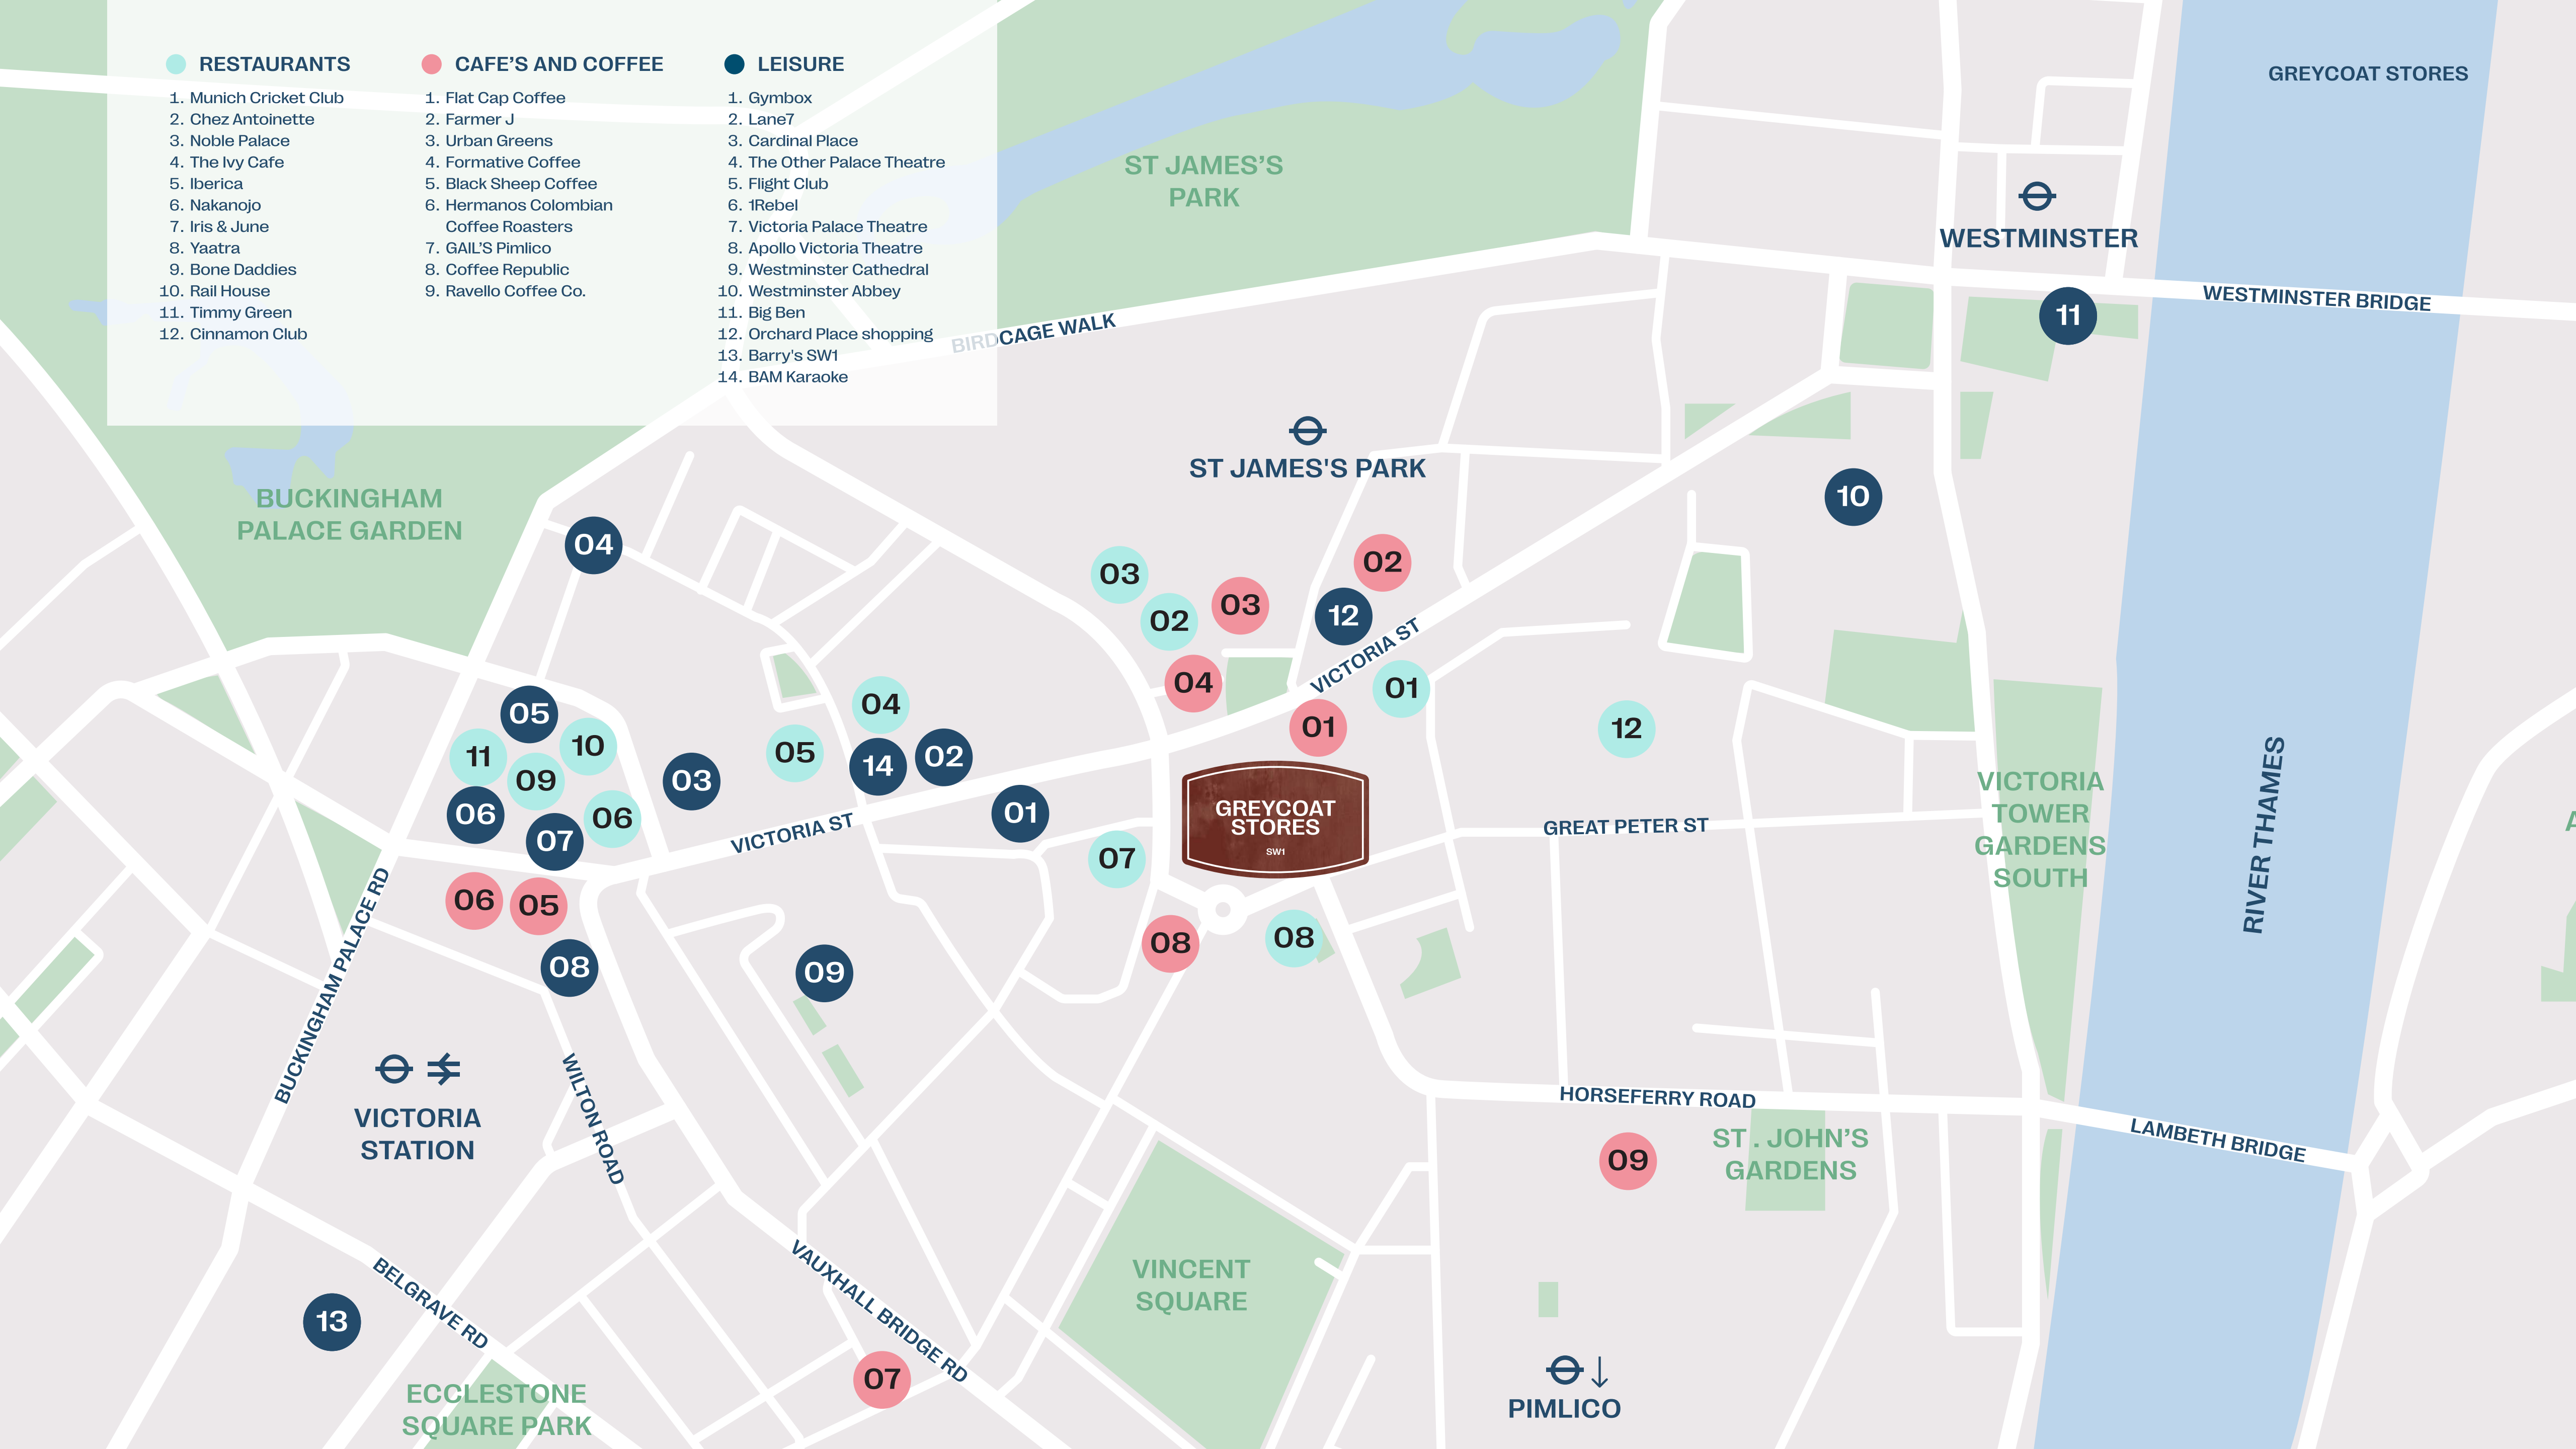 RESTAURANTS
1. Munich Cricket Club
2. Chez Antoinette
3. Noble Palace
4. The Ivy Cafe
5. Iberica
6. Nakanojo
7. Iris & June
8. Yaatra
9. Bone Daddies
10. Rail House
11. Timmy Green
12. Cinnamon Club
CAFE’S AND COFFEE
1. Flat Cap Coffee
2. Farmer J
3. Urban Greens
4. Formative Coffee
5. Black Sheep Coffee
6. Hermanos Colombian
Coffee Roasters
7. GAIL’S Pimlico
8. Coffee Republic
9. Ravello Coffee Co.
LEISURE
1. Gymbox
2. Lane7
3. Cardinal Place
4. The Other Palace Theatre
5. Flight Club
6. 1Rebel
7. Victoria Palace Theatre
8. Apollo Victoria Theatre
9. Westminster Cathedral
10. Westminster Abbey
11. Big Ben
12. Orchard Place shopping
13. Barry's SW1
14. BAM Karaoke
GREYCOAT STORES
ST JAMES’S
PARK
WESTMINSTER
WESTMINSTER BRIDGE
11
BIRDCAGE WALK
ST JAMES'S PARK
10
BUCKINGHAM
PALACE GARDEN
04
03
02
03
02
12
VICTORIA ST
04
01
01
12
05
11
10
09
06
07
06
03
05
04
14
02
01
VICTORIA ST
GREYCOAT
STORES
SW1
07
GREAT PETER ST
VICTORIA
TOWER
GARDENS
SOUTH
RIVER THAMES
06
05
08
09
08
08
BUCKINGHAM PALACE RD
VICTORIA
STATION
WILTON ROAD
HORSEFERRY ROAD
LAMBETH BRIDGE
09
ST . JOHN’S
GARDENS
VINCENT
SQUARE
VAUXHALL BRIDGE RD
BELGRAVE RD
13
07
ECCLESTONE
SQUARE PARK
PIMLICO